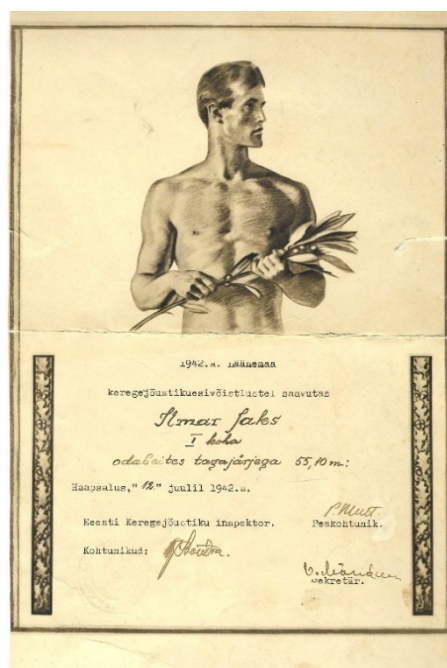 1942.a. Läänemaa
kergejõustikuesivõistlustel saavutas
Ilmar Jaks
I koha
odaheites tagajärjega 55,10 m:
Haapsalus, "12" juulil 1942.a.
Eesti Kergejõustiku inspektor.
Peakohtunik.
Kohtunikud:
Sekretär.